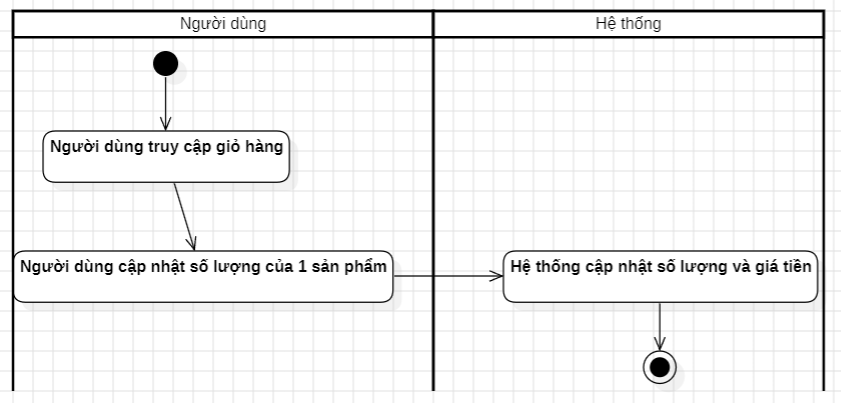 Người dùng
Hệ thống
Người dùng truy cập giỏ hàng
Người dùng cập nhật số lượng của 1 sản phẩm
Hệ thống cập nhật số lượng và giá tiền